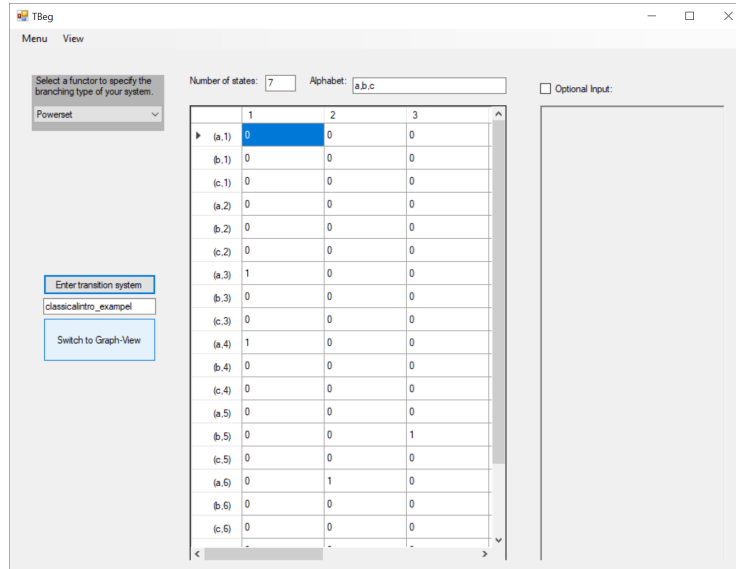 TBeg
Menu View
Select a functor to specify the
branching type of your system.
Powerset
Number of states: 7 Alphabet: a,b,c
Optional Input:
1 2 3
(a,1) 0 0 0
(b,1) 0 0 0
(c,1) 0 0 0
(a,2) 0 0 0
(b,2) 0 0 0
(c,2) 0 0 0
(a,3) 1 0 0
(b,3) 0 0 0
(c,3) 0 0 0
(a,4) 1 0 0
(b,4) 0 0 0
(c,4) 0 0 0
(a,5) 0 0 0
(b,5) 0 0 1
(c,5) 0 0 0
(a,6) 0 1 0
(b,6) 0 0 0
(c,6) 0 0 0
Enter transition system
classicalintro_exampel
Switch to Graph-View